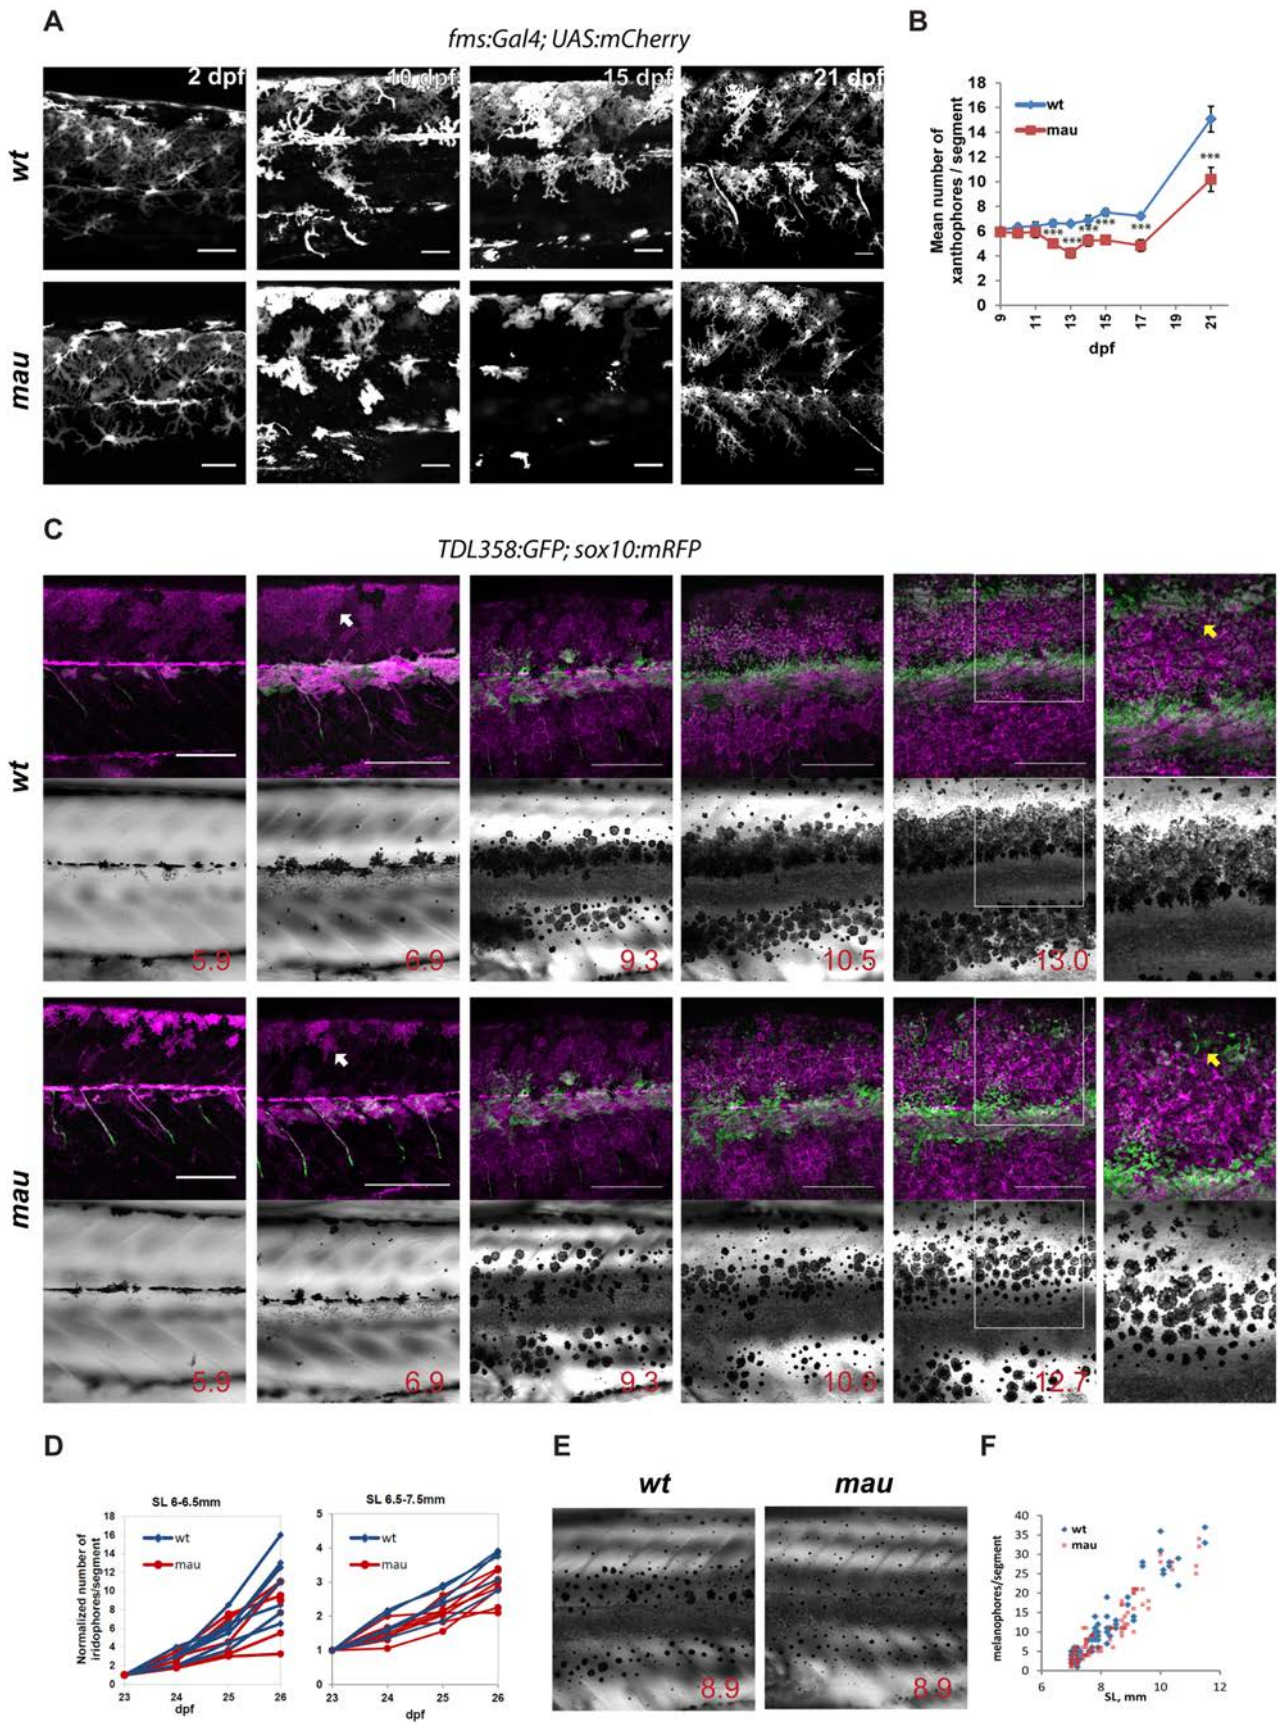 A
fms:Gal4; UAS:mCherry
wt
2 dpf
10 dpf
15 dpf
21 dpf
mau
B
Mean number of
xanthophores / segment
18
16
14
12
10
8
6
4
2
0
wt
mau
***
***
***
***
***
***
9
11
13
15
17
19
21
dpf
C
TDL358:GFP; sox10:mRFP
wt
5.9
6.9
9.3
10.5
13.0
mau
5.9
6.9
9.3
10.6
12.7
D
SL 6-6.5mm
Normalized number of
iridophores/segment
18
16
14
12
10
8
6
4
2
0
wt
mau
23
24
25
26
dpf
SL 6.5-7.5mm
5
4
3
2
1
0
wt
mau
23
24
25
26
dpf
E
wt
mau
8.9
8.9
F
melanophores/segment
40
35
30
25
20
15
10
5
0
wt
mau
6
8
10
12
SL, mm